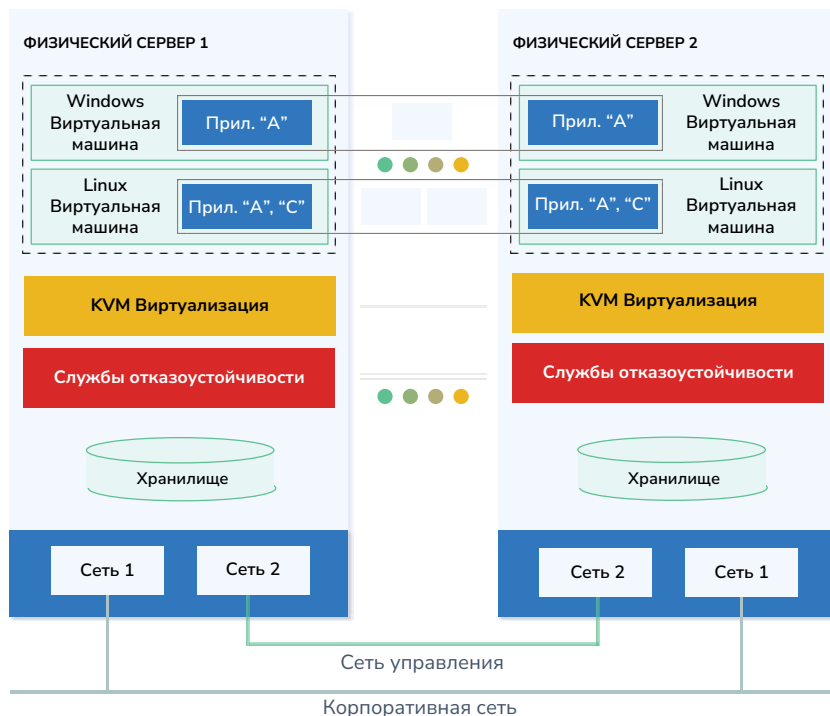 ФИЗИЧЕСКИЙ СЕРВЕР 1
Windows
Виртуальная
машина
Прил. “A”
Linux
Виртуальная
машина
Прил. “A”, “C”
KVM Виртуализация
Службы отказоустойчивости
Хранилище
Сеть 1
Сеть 2
ФИЗИЧЕСКИЙ СЕРВЕР 2
Прил. “A”
Windows
Виртуальная
машина
Прил. “A”, “C”
Linux
Виртуальная
машина
KVM Виртуализация
Службы отказоустойчивости
Хранилище
Сеть 2
Сеть 1
Сеть управления
Корпоративная сеть